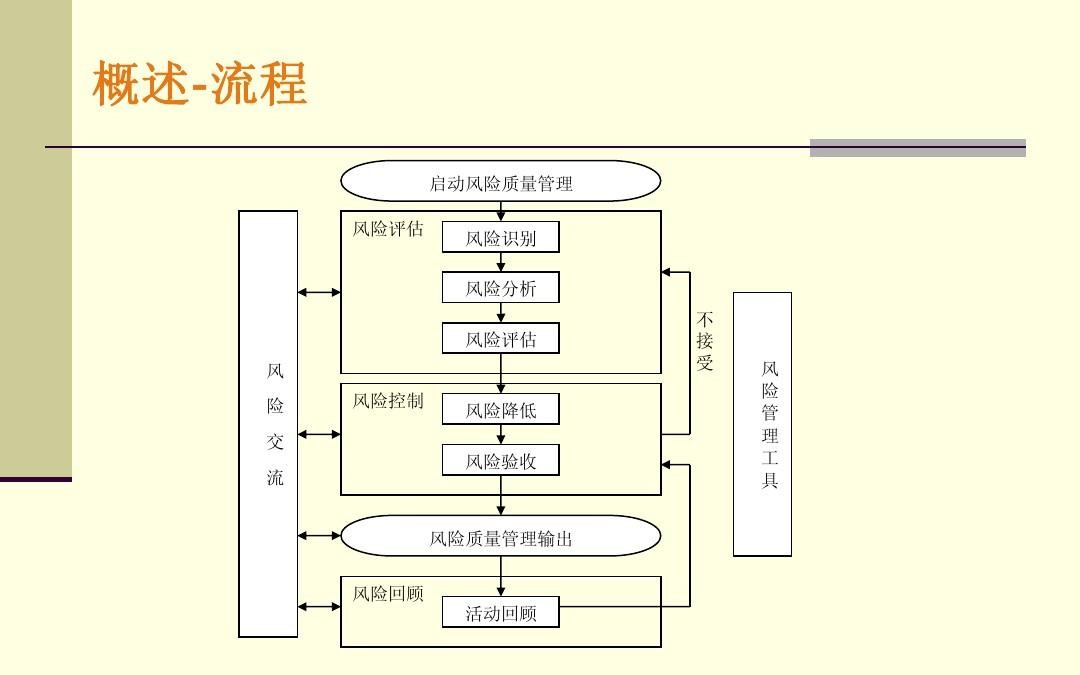 概述-流程
启动风险质量管理
风险评估
风险识别
风险分析
风险评估
风险控制
风险降低
风险验收
风险质量管理输出
风险回顾
活动回顾
风险交流
不接受
风险管理工具